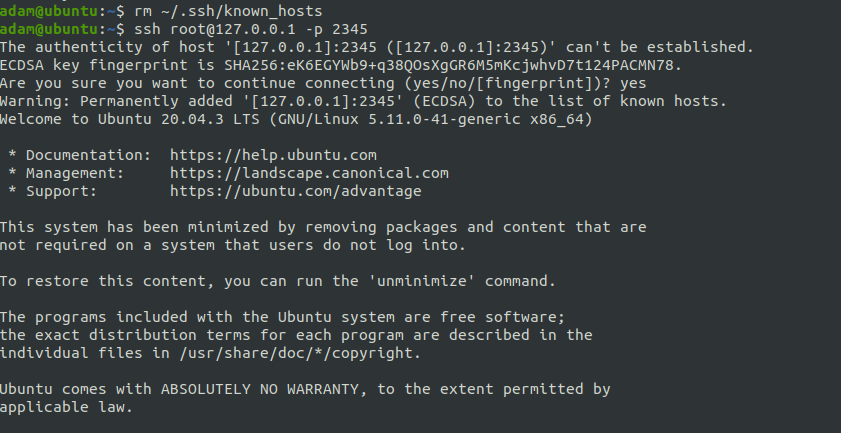 adam@ubuntu:~$ rm ~/.ssh/known_hosts
adam@ubuntu:~$ ssh root@127.0.0.1 -p 2345
The authenticity of host '[127.0.0.1]:2345 ([127.0.0.1]:2345)' can't be established.
ECDSA key fingerprint is SHA256:eK6EGYWb9+q38QOsXgGR6M5mKcjwhvD7t124PACMN78.
Are you sure you want to continue connecting (yes/no/[fingerprint])? yes
Warning: Permanently added '[127.0.0.1]:2345' (ECDSA) to the list of known hosts.
Welcome to Ubuntu 20.04.3 LTS (GNU/Linux 5.11.0-41-generic x86_64)

 * Documentation:  https://help.ubuntu.com
 * Management:     https://landscape.canonical.com
 * Support:        https://ubuntu.com/advantage

This system has been minimized by removing packages and content that are
not required on a system that users do not log into.

To restore this content, you can run the 'unminimize' command.

The programs included with the Ubuntu system are free software;
the exact distribution terms for each program are described in the
individual files in /usr/share/doc/*/copyright.

Ubuntu comes with ABSOLUTELY NO WARRANTY, to the extent permitted by
applicable law.